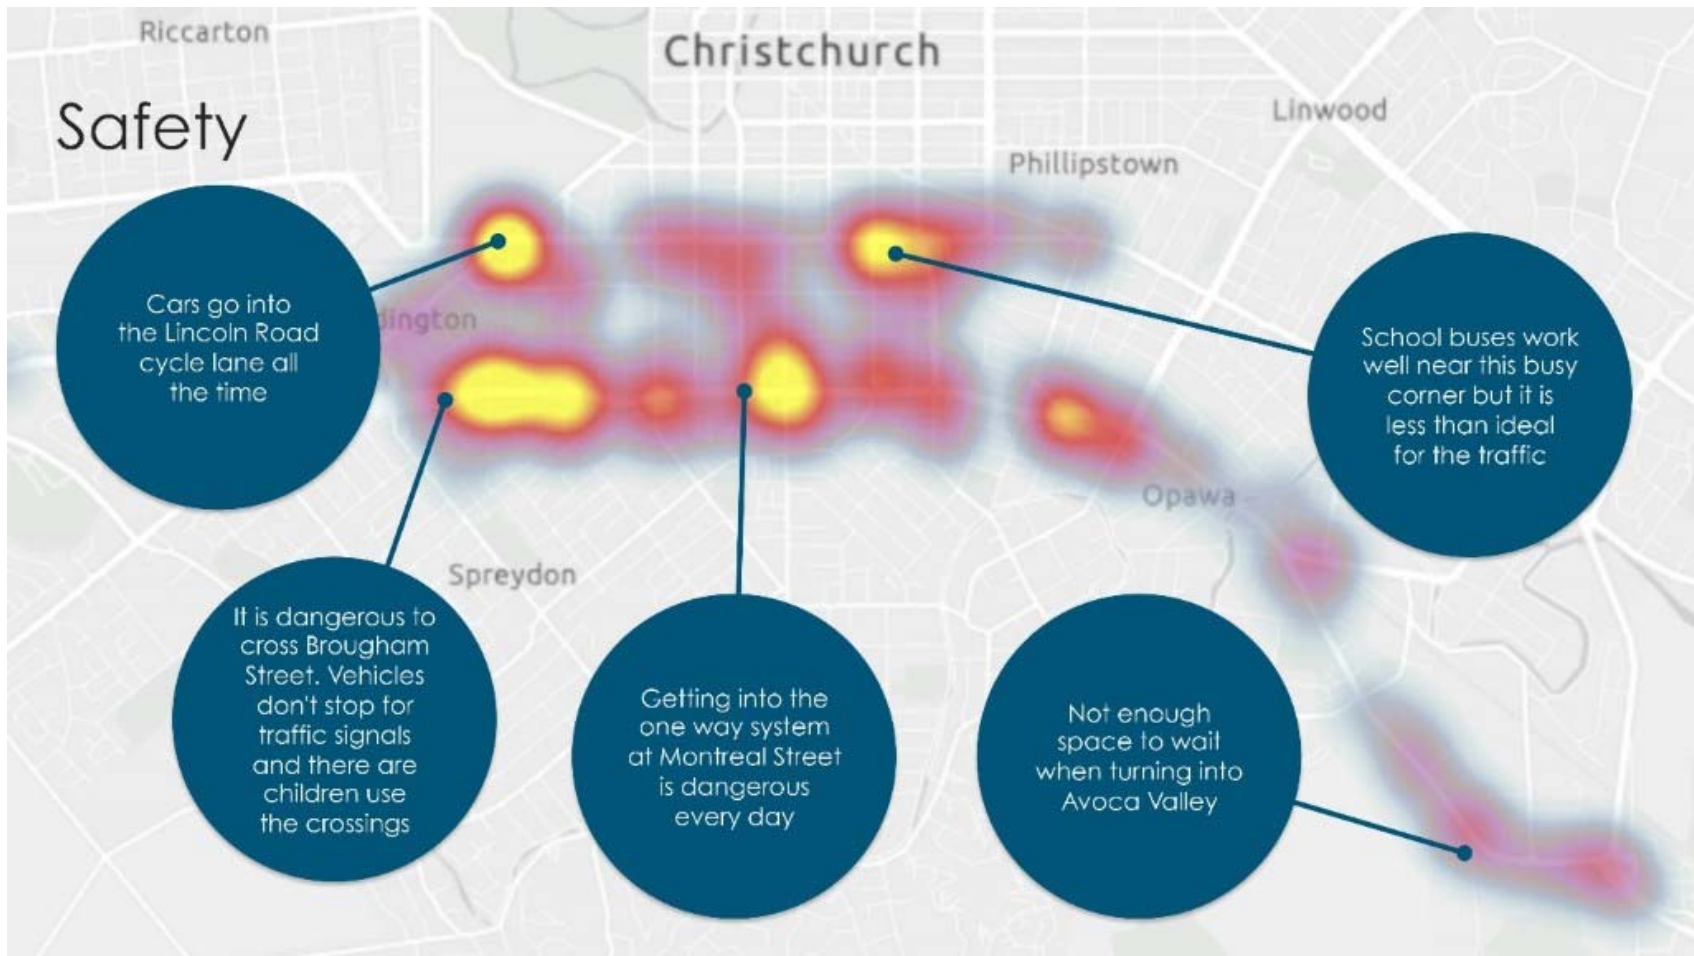 Riccarton
Christchurch
Safety
Linwood
Phillipstown
Cars go into
the Lincoln Road
cycle lane all
the time
dington
School buses work
well near this busy
corner but it is
less than ideal
for the traffic
Opawa
Spreydon
It is dangerous to
cross Brougham
Street. Vehicles
don't stop for
traffic signals
and there are
children use
the crossings
Getting into the
one way system
at Montreal Street
is dangerous
every day
Not enough
space to wait
when turning into
Avoca Valley